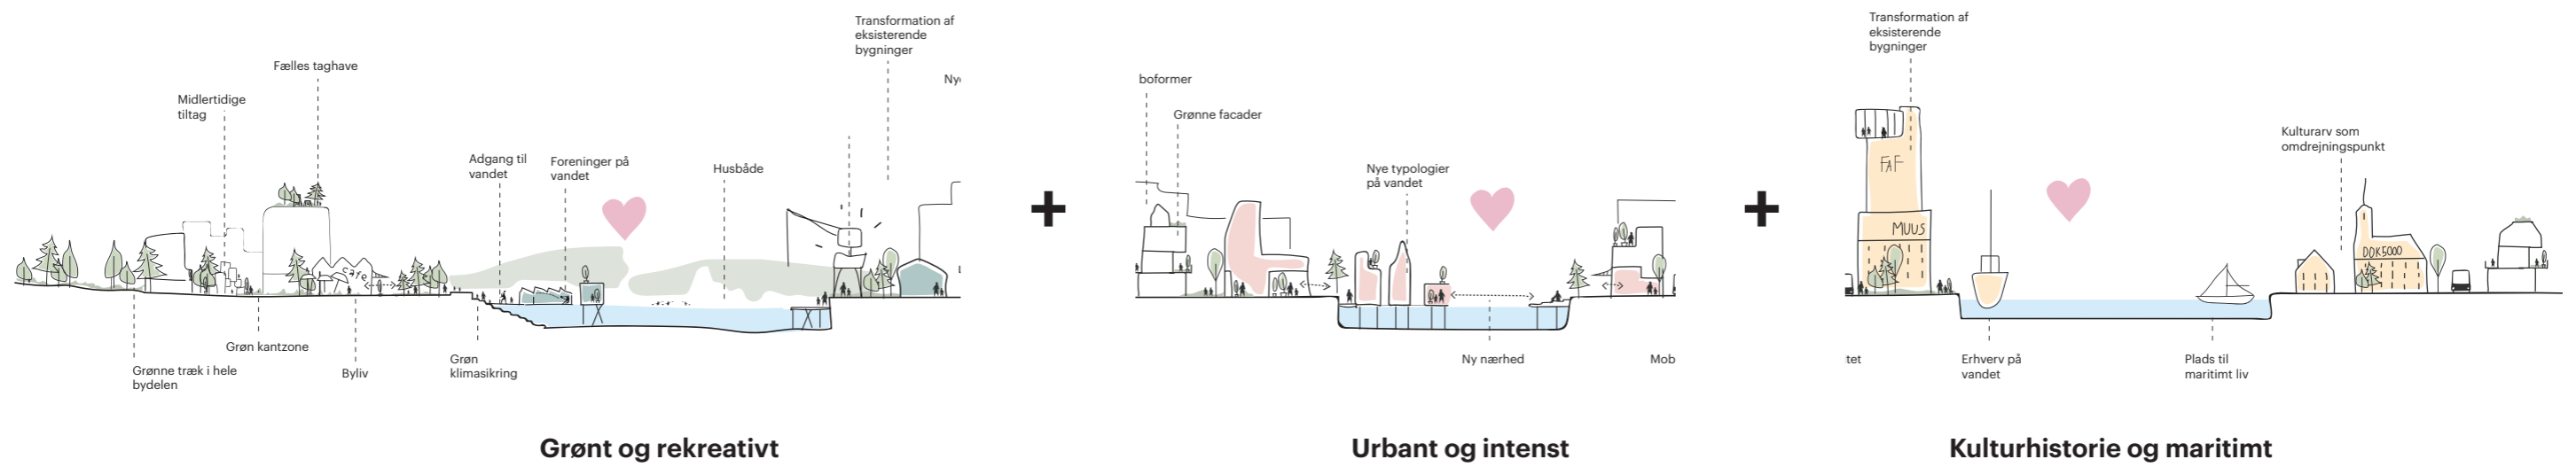 Transformation af
eksisterende
bygninger
Fælles taghave
Midlertidige
tiltag
Adgang til
vandet
Foreninger på
vandet
Husbåde
café
Grøn kantzone
Grønne træk i hele
bydelen
Byliv
Grøn
klimasikring
Grønt og rekreativt
+
boformer
Grønne facader
Nye typologier
på vandet
Ny nærhed
Mob
Urbant og intenst
+
Transformation af
eksisterende
bygninger
FAF
MUUS
Kulturarv som
omdrejningspunkt
DOK5000
tet
Erhverv på
vandet
Plads til
maritimt liv
Kulturhistorie og maritimt